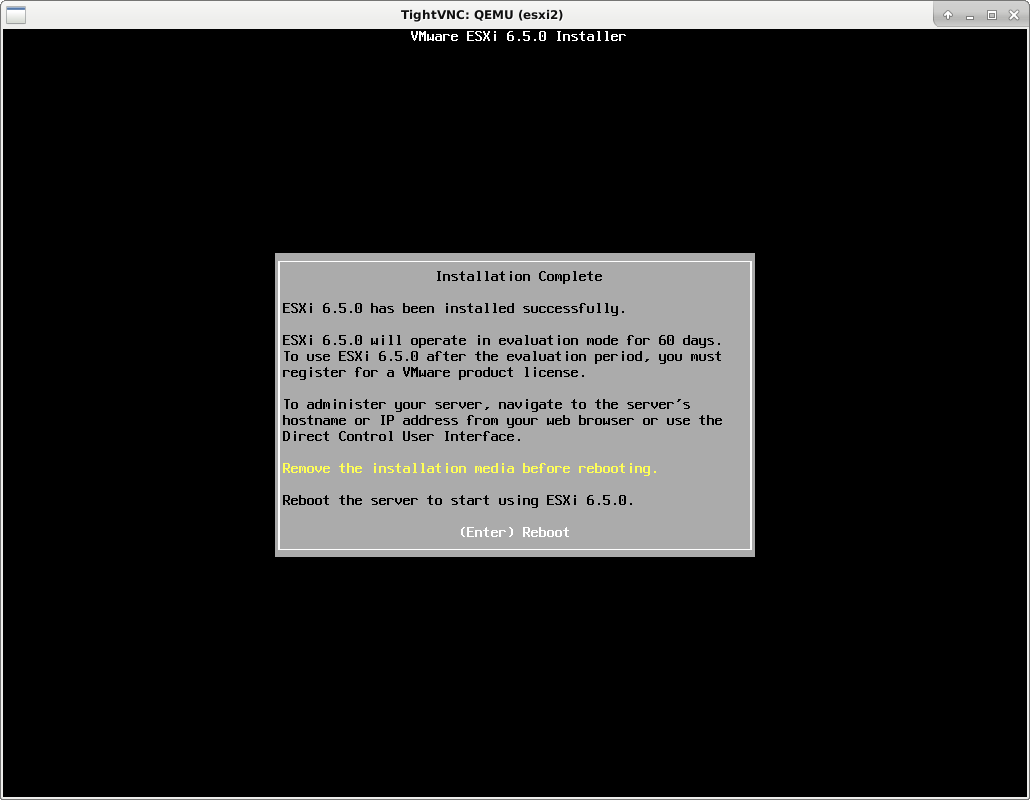 TightVNC: QEMU (esxi2)
VMware ESXi 6.5.0 Installer
Installation Complete
ESXi 6.5.0 has been installed successfully.
ESXi 6.5.0 will operate in evaluation mode for 60 days.
To use ESXi 6.5.0 after the evaluation period, you must
register for a VMware product license.
To administer your server, navigate to the server's
hostname or IP address from your web browser or use the
Direct Control User Interface.
Remove the installation media before rebooting.
Reboot the server to start using ESXi 6.5.0.
(Enter) Reboot